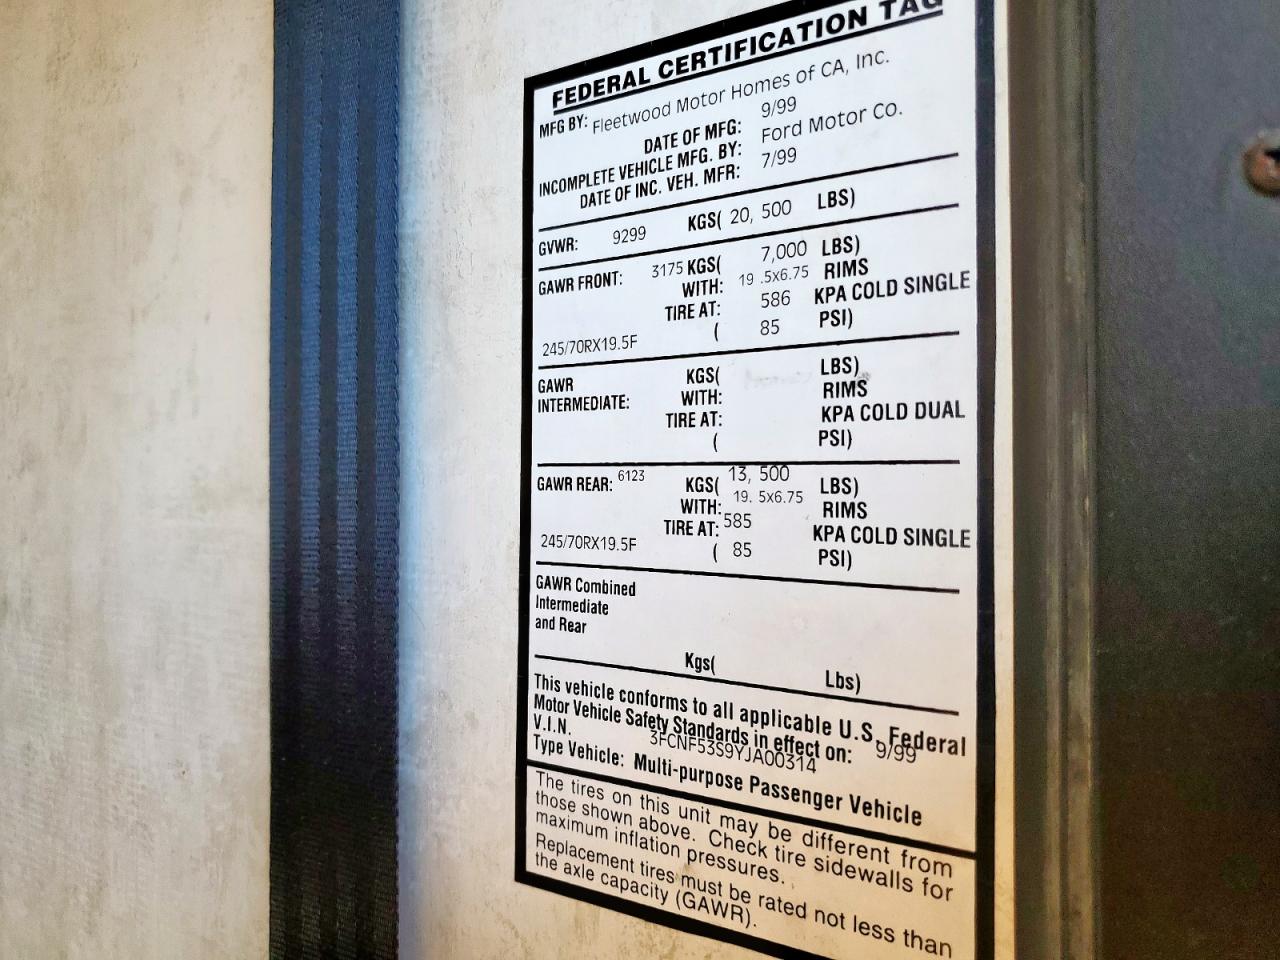 FEDERAL CERTIFICATION TAG
MFG BY: Fleetwood Motor Homes of CA, Inc.
DATE OF MFG: 9/99
INCOMPLETE VEHICLE MFG. BY: Ford Motor Co.
DATE OF INC. VEH. MFR: 7/99
GVWR: 9299 KGS( 20, 500 LBS)
GAWR FRONT: 3175 KGS( 7,000 LBS)
WITH: 19 .5x6.75 RIMS
TIRE AT: 586 KPA COLD SINGLE
245/70RX19.5F ( 85 PSI)
GAWR KGS( LBS)
INTERMEDIATE: WITH: RIMS
TIRE AT: KPA COLD DUAL
( PSI)
GAWR REAR: 6123 KGS( 13, 500 LBS)
WITH: 19. 5x6.75 RIMS
TIRE AT: 585 KPA COLD SINGLE
245/70RX19.5F ( 85 PSI)
GAWR Combined
Intermediate
and Rear
Kgs( Lbs)
This vehicle conforms to all applicable U.S. Federal
Motor Vehicle Safety Standards in effect on: 9/99
V.I.N. 3FCNF53S9YJA00314
Type Vehicle: Multi-purpose Passenger Vehicle
The tires on this unit may be different from
those shown above. Check tire sidewalls for
maximum inflation pressures.
Replacement tires must be rated not less than
the axle capacity (GAWR).